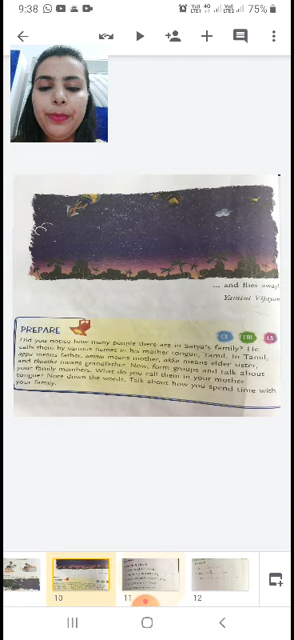 9:38
75%
... and flies away!
Yamini Vijayan
PREPARE
Did you notice how many people there are in Satya's family? He
calls them by various names in his mother tongue, Tamil. In Tamil,
appa means father, amma means mother, akka means elder sister,
and thatha means grandfather. Now, form groups and talk about
your family members. What do you call them in your mother
tongue? Note down the words. Talk about how you spend time with
your family.
10
11
12